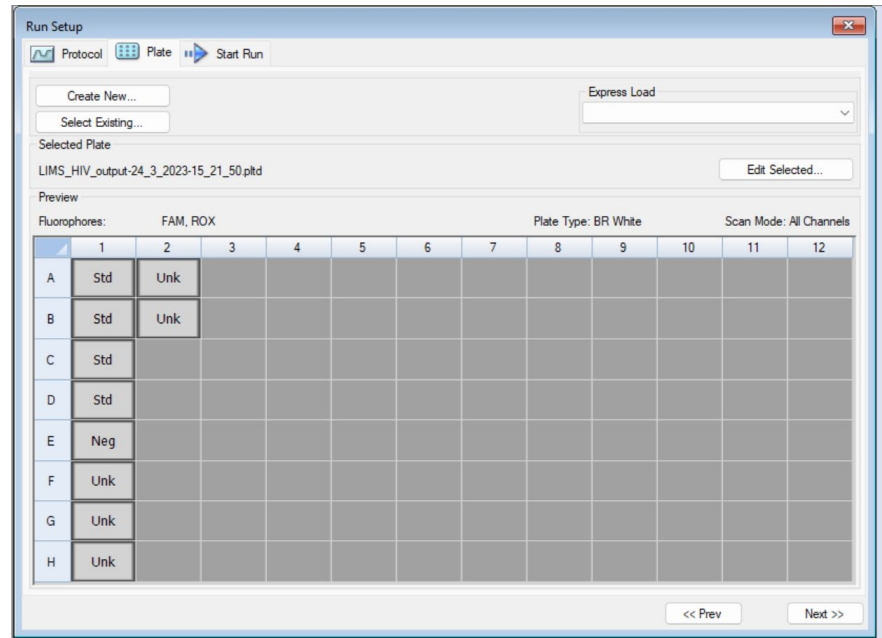 Run Setup
Protocol Plate Start Run
Create New...
Express Load
Select Existing...
Selected Plate
LIMS_HIV_output-24_3_2023-15_21_50.pltd
Edit Selected...
Preview
Fluorophores: FAM, ROX Plate Type: BR White Scan Mode: All Channels
1 2 3 4 5 6 7 8 9 10 11 12
A Std Unk
B Std Unk
C Std
D Std
E Neg
F Unk
G Unk
H Unk
<< Prev Next >>